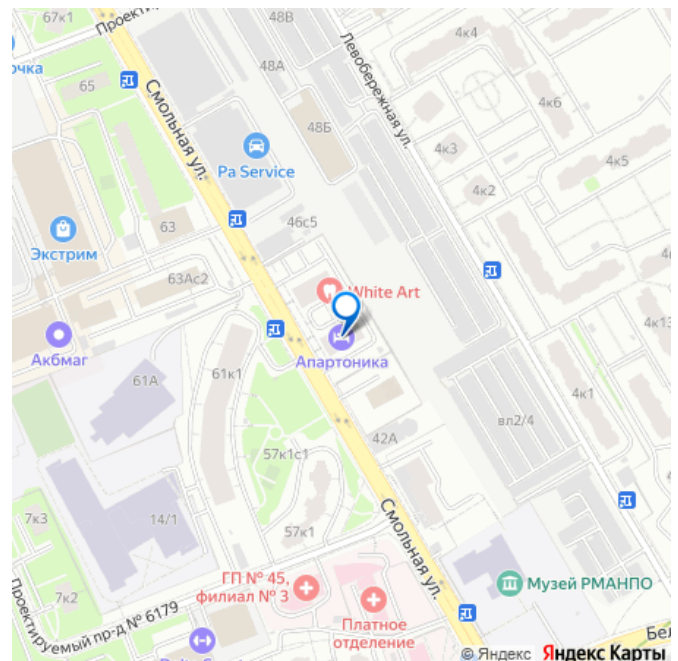 67к1
Проекти
48В
4к4
очка
65
48А
Левобережная ул.
4к6
Смольная ул.
48Б
4к3
4к5
Pa Service
4к2
63
46с5
Экстрим
63Ас2
White Art
Акбмаг
4к13
Апартоника
61А
61к1
4к1
вл2/4
42А
57к1с1
7к3
14/1
57к1
Смольная ул.
ГП № 45,
филиал № 3
Музей РМАНПО
7к2
Проектируемый пр-д № 6179
Платное
отделение
Бел
© Яндекс Яндекс Карты